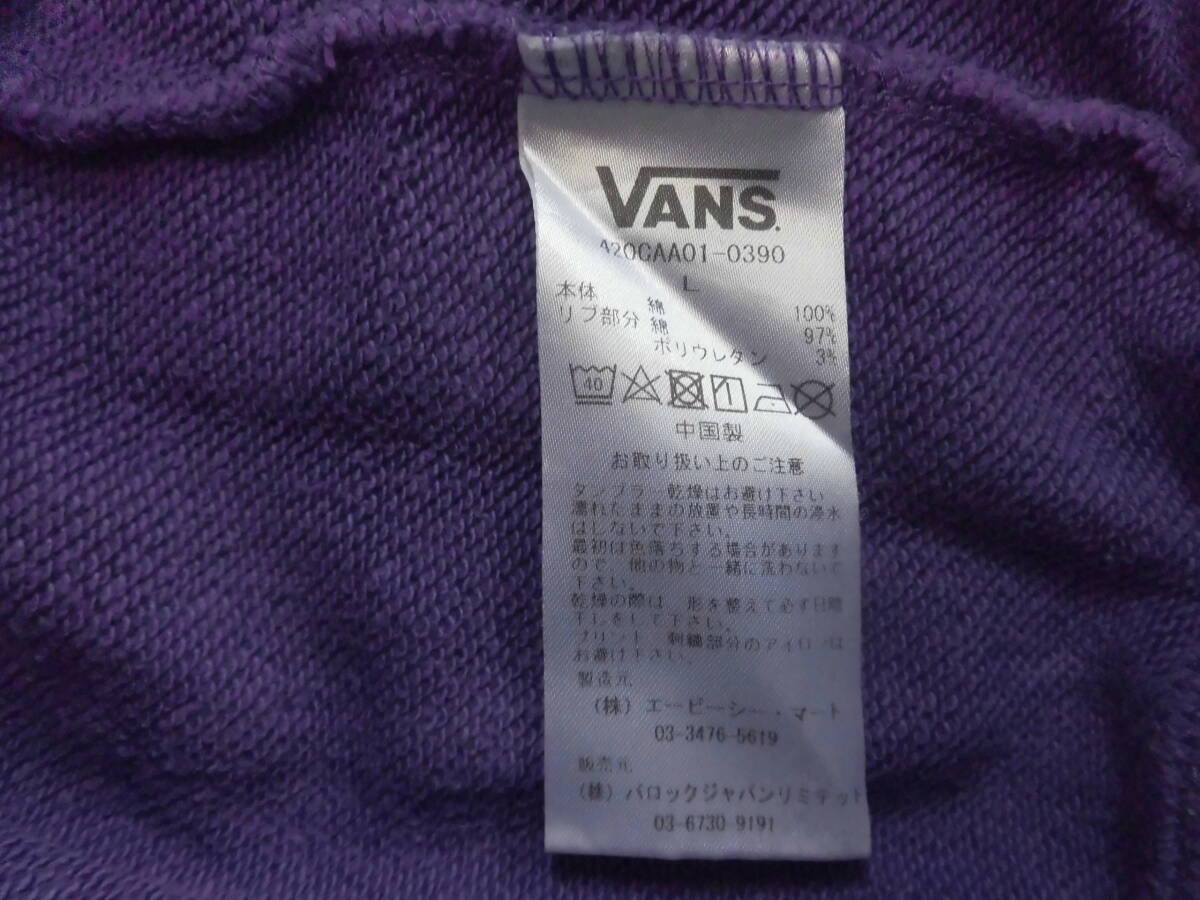 VANS
A20CAA01-0390
L
本体 綿 100%
リブ部分 綿 97%
ポリウレタン 3%
40
中国製
お取り扱い上のご注意
タンブラー乾燥はお避け下さい
濡れたままの放置や長時間の浸水
はしないで下さい。
最初は色落ちする場合があります
ので、他の物と一緒に洗わないで
下さい。
乾燥の際は 形を整えて必ず日陰
干しをして下さい。
プリント 刺繍部分のアイロンは
お避け下さい。
製造元
(株) エービーシー・マート
03-3476-5619
販売元
(株) バロックジャパンリミテット
03-6730-9191